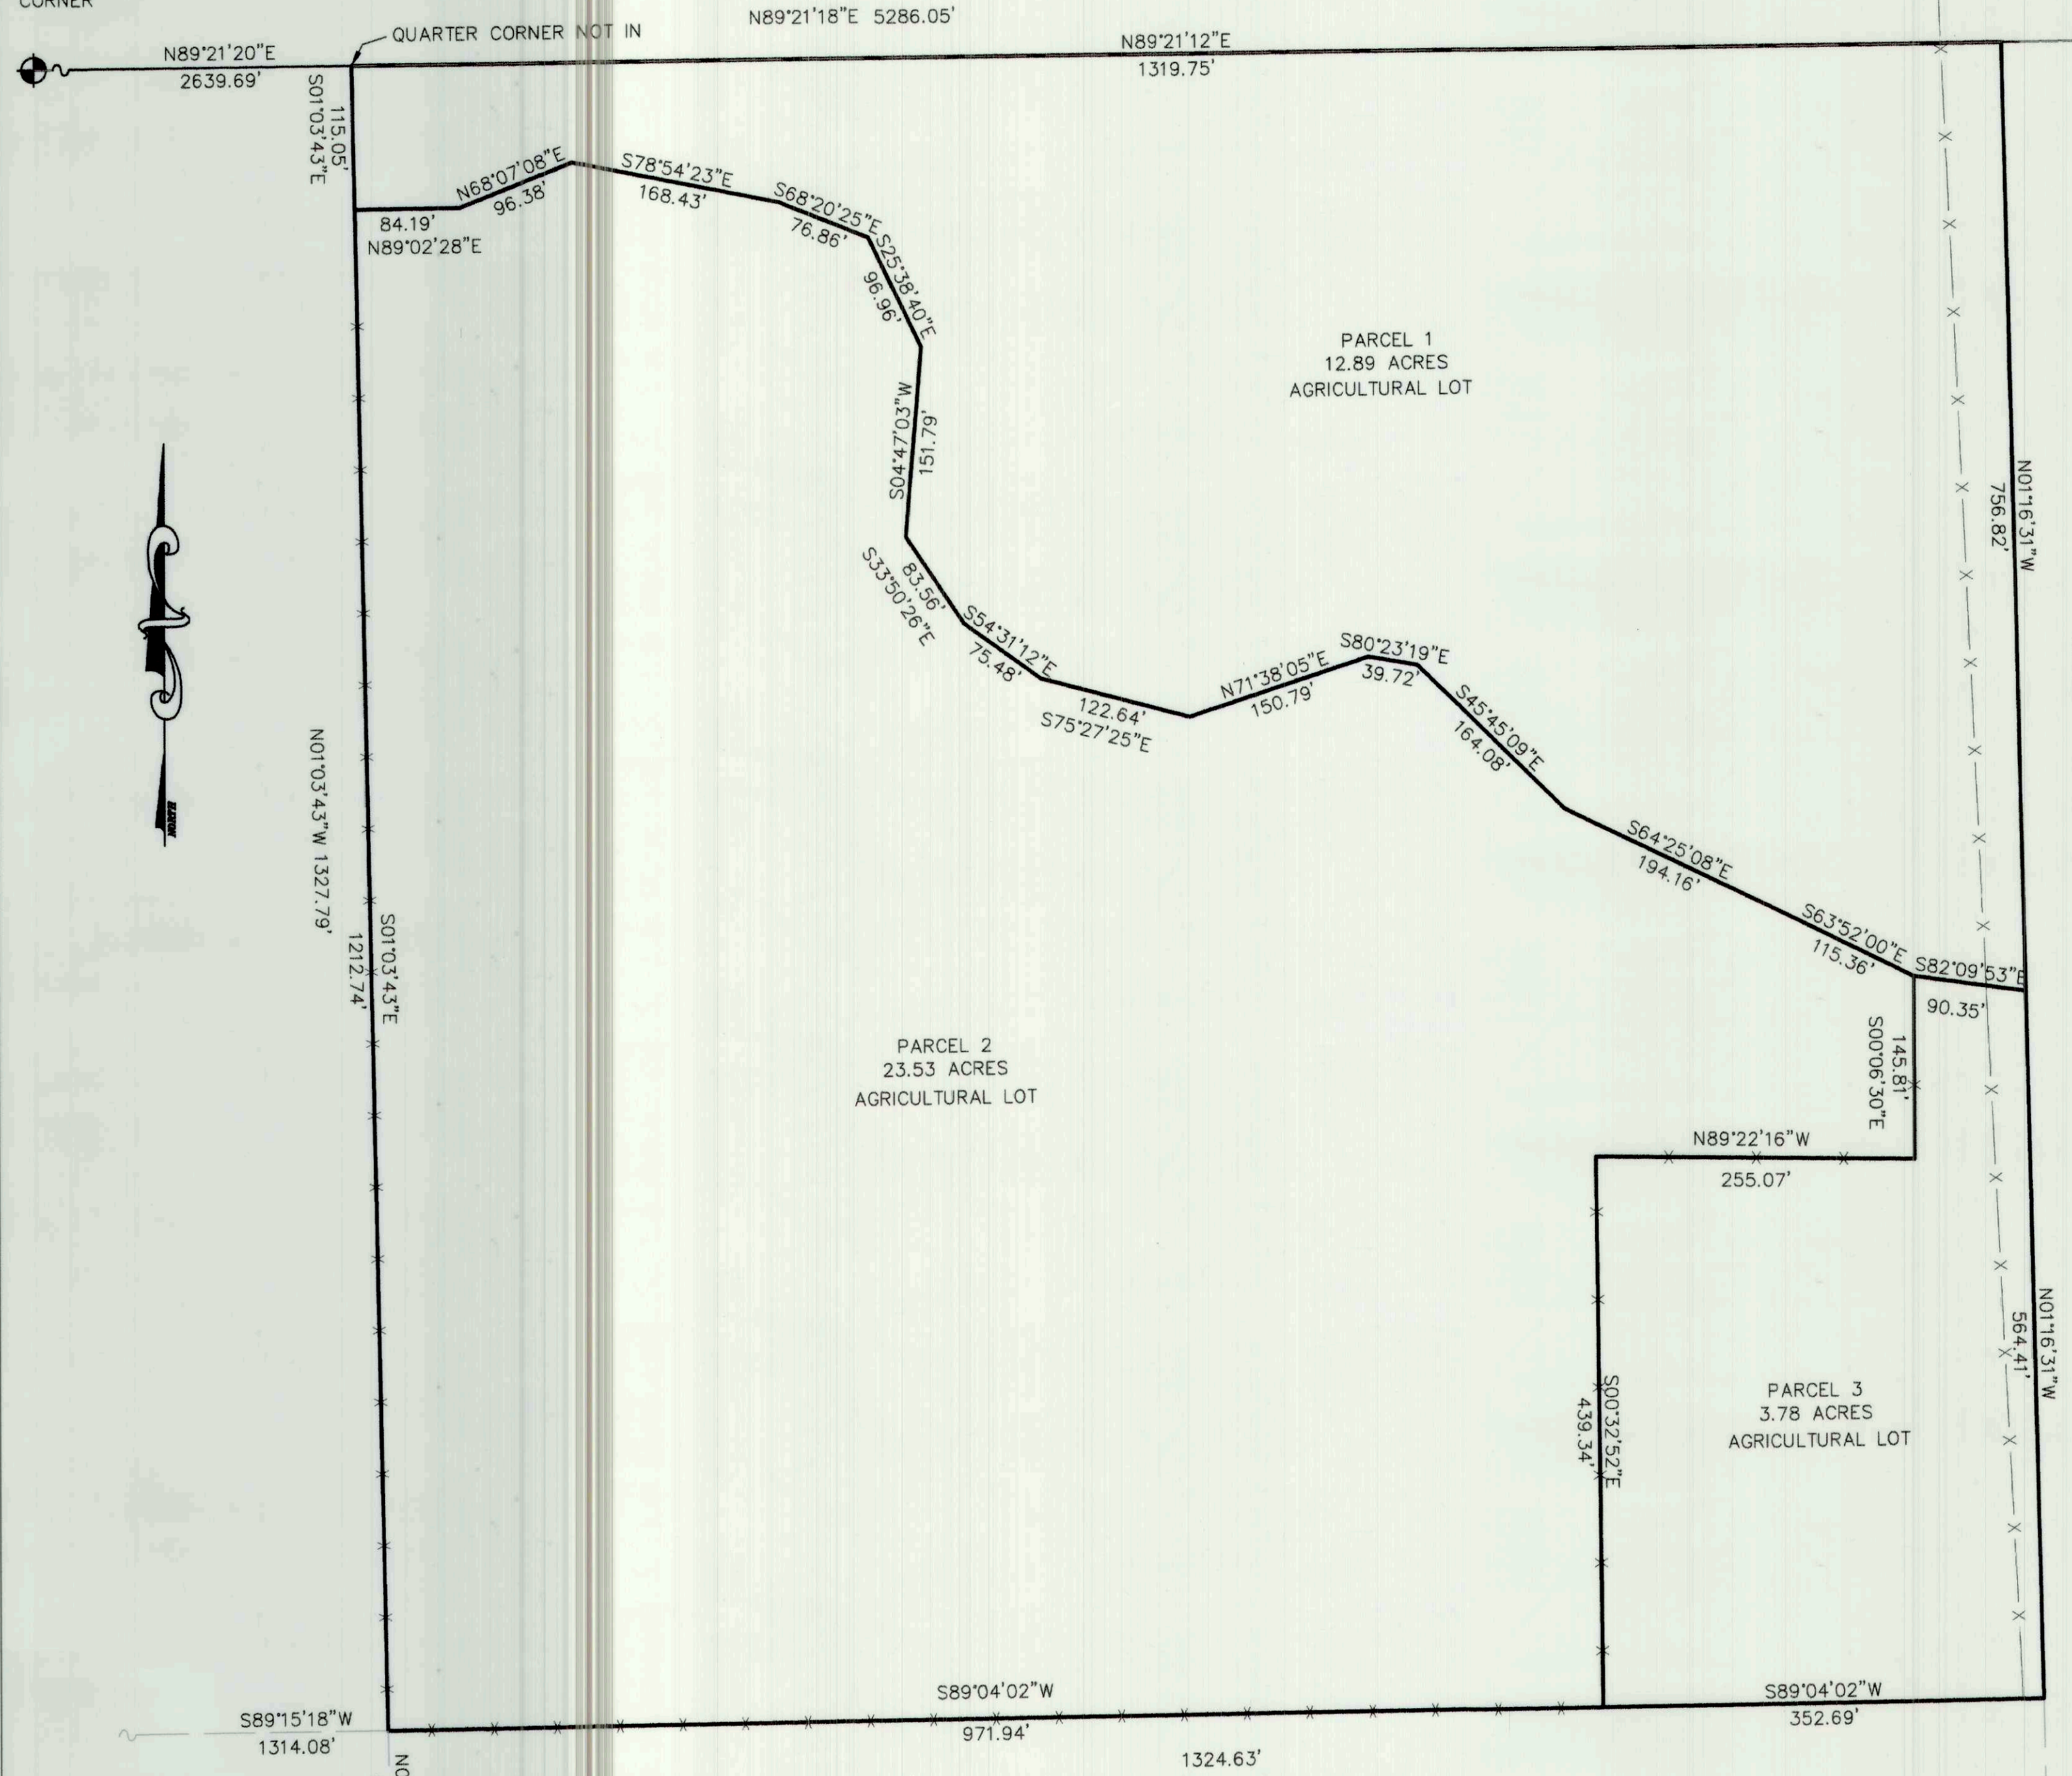 CORNER
N89°21'18"E 5286.05'
QUARTER CORNER NOT IN
N89°21'20"E
2639.69'
N89°21'12"E
1319.75'
115.05'
S01°03'43"E
N68°07'08"E
96.38'
84.19'
N89°02'28"E
S78°54'23"E
168.43'
S68°20'25"E
76.86'
S25°38'40"E
96.96'
PARCEL 1
12.89 ACRES
AGRICULTURAL LOT
151.79'
S04°47'03"W
N01°16'31"W
756.82'
83.56'
S33°50'26"E
S54°31'12"E
75.48'
122.64'
S75°27'25"E
N71°38'05"E
150.79'
S80°23'19"E
39.72'
S45°45'09"E
164.08'
S64°25'08"E
194.16'
S63°52'00"E
115.36'
S82°09'53"E
90.35'
NORTH
N01°03'43"W 1327.79'
S01°03'43"E
1212.74'
PARCEL 2
23.53 ACRES
AGRICULTURAL LOT
145.81'
S00°06'30"E
N89°22'16"W
255.07'
N01°16'31"W
564.41'
S00°32'52"E
439.34'
PARCEL 3
3.78 ACRES
AGRICULTURAL LOT
S89°04'02"W
971.94'
S89°04'02"W
352.69'
S89°15'18"W
1314.08'
1324.63'